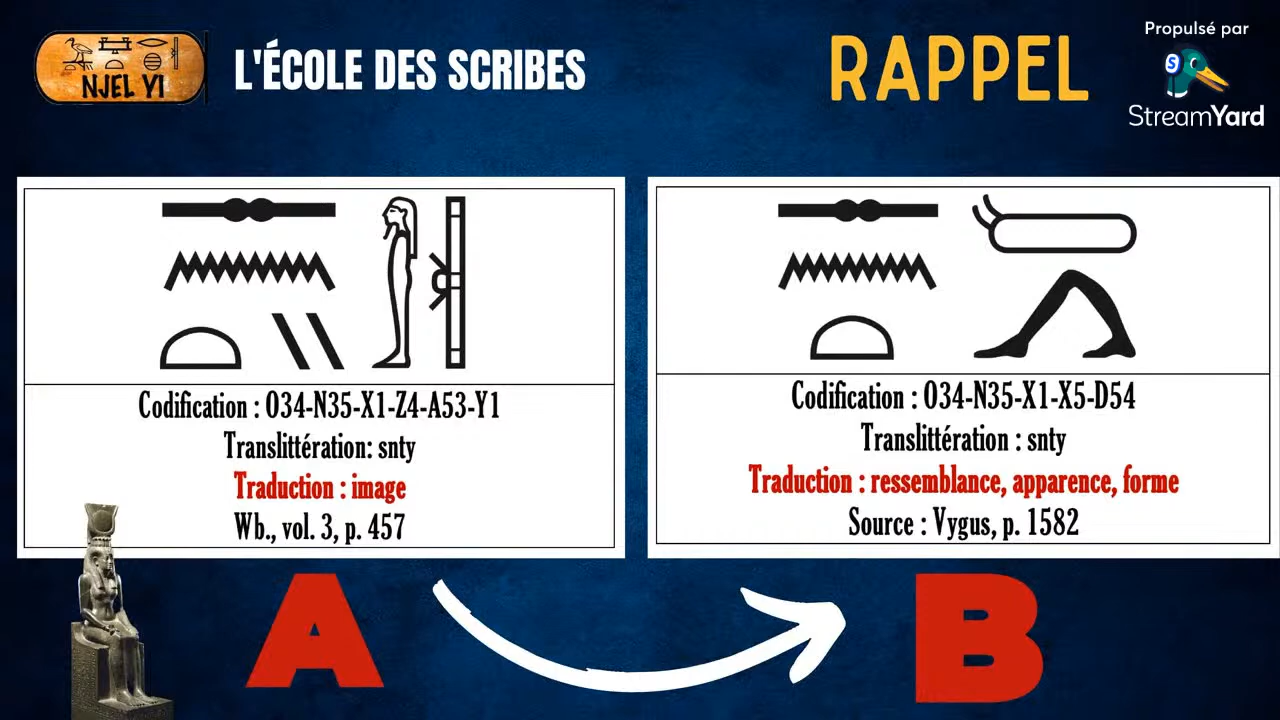 NJEL YI
L'ÉCOLE DES SCRIBES
RAPPEL
Propulsé par
StreamYard
Codification : O34-N35-X1-Z4-A53-Y1
Translittération: snty
Traduction : image
Wb., vol. 3, p. 457
Codification : O34-N35-X1-X5-D54
Translittération : snty
Traduction : ressemblance, apparence, forme
Source : Vygus, p. 1582
A
B